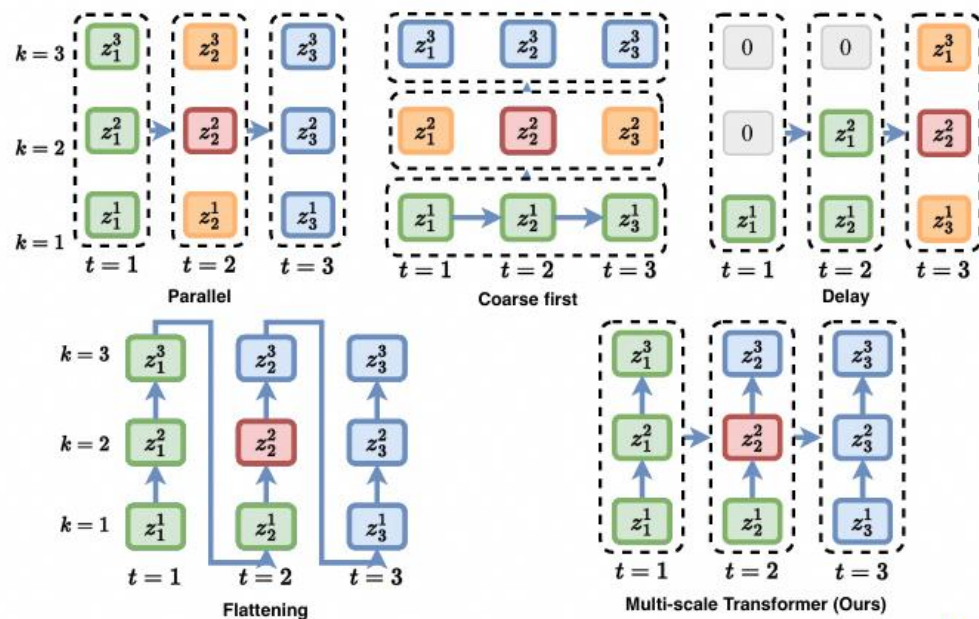 k = 3 z_1^3 z_2^3 z_3^3
k = 2 z_1^2 z_2^2 z_3^2
k = 1 z_1^1 z_2^1 z_3^1
t = 1 t = 2 t = 3
Parallel
z_1^3 z_2^3 z_3^3
z_1^2 z_2^2 z_3^2
z_1^1 z_2^1 z_3^1
t = 1 t = 2 t = 3
Coarse first
0 0 z_1^3
0 z_1^2 z_2^2
z_1^1 z_2^1 z_3^1
t = 1 t = 2 t = 3
Delay
k = 3 z_1^3 z_2^3 z_3^3
k = 2 z_1^2 z_2^2 z_3^2
k = 1 z_1^1 z_2^1 z_3^1
t = 1 t = 2 t = 3
Flattening
z_1^3 z_2^3 z_3^3
z_1^2 z_2^2 z_3^2
z_1^1 z_2^1 z_3^1
t = 1 t = 2 t = 3
Multi-scale Transformer (Ours)